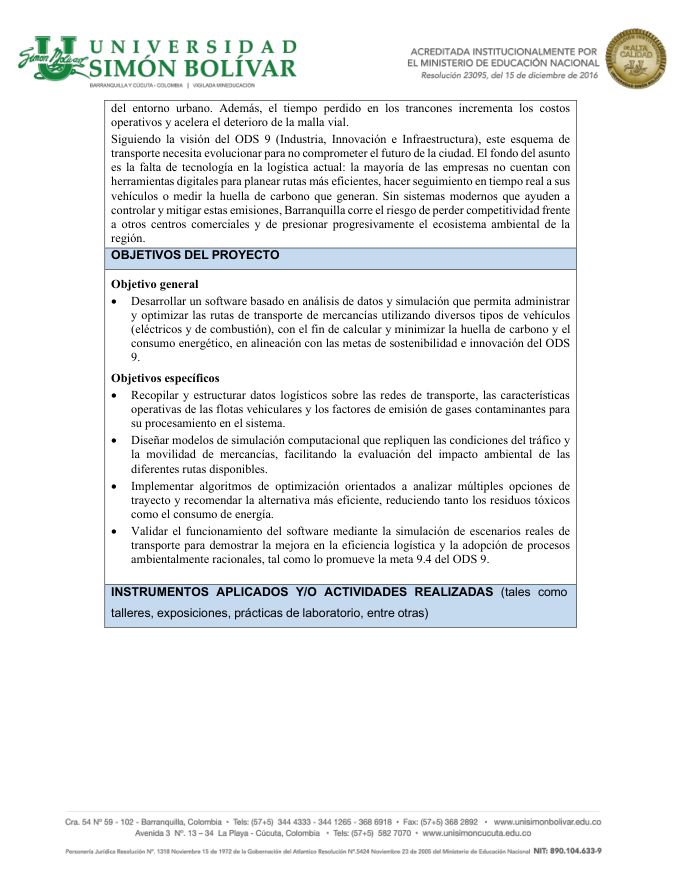 UNIVERSIDAD
SIMÓN BOLÍVAR
BARRANQUILLA Y CÚCUTA - COLOMBIA | VIGILADA MINEDUCACIÓN
Simón Bolívar
ACREDITADA INSTITUCIONALMENTE POR
EL MINISTERIO DE EDUCACIÓN NACIONAL
Resolución 23095, del 15 de diciembre de 2016
DE ALTA
CALIDAD
del entorno urbano. Además, el tiempo perdido en los trancones incrementa los costos
operativos y acelera el deterioro de la malla vial.
Siguiendo la visión del ODS 9 (Industria, Innovación e Infraestructura), este esquema de
transporte necesita evolucionar para no comprometer el futuro de la ciudad. El fondo del asunto
es la falta de tecnología en la logística actual: la mayoría de las empresas no cuentan con
herramientas digitales para planear rutas más eficientes, hacer seguimiento en tiempo real a sus
vehículos o medir la huella de carbono que generan. Sin sistemas modernos que ayuden a
controlar y mitigar estas emisiones, Barranquilla corre el riesgo de perder competitividad frente
a otros centros comerciales y de presionar progresivamente el ecosistema ambiental de la
región.
OBJETIVOS DEL PROYECTO
Objetivo general
• Desarrollar un software basado en análisis de datos y simulación que permita administrar
y optimizar las rutas de transporte de mercancías utilizando diversos tipos de vehículos
(eléctricos y de combustión), con el fin de calcular y minimizar la huella de carbono y el
consumo energético, en alineación con las metas de sostenibilidad e innovación del ODS
9.
Objetivos específicos
• Recopilar y estructurar datos logísticos sobre las redes de transporte, las características
operativas de las flotas vehiculares y los factores de emisión de gases contaminantes para
su procesamiento en el sistema.
• Diseñar modelos de simulación computacional que repliquen las condiciones del tráfico y
la movilidad de mercancías, facilitando la evaluación del impacto ambiental de las
diferentes rutas disponibles.
• Implementar algoritmos de optimización orientados a analizar múltiples opciones de
trayecto y recomendar la alternativa más eficiente, reduciendo tanto los residuos tóxicos
como el consumo de energía.
• Validar el funcionamiento del software mediante la simulación de escenarios reales de
transporte para demostrar la mejora en la eficiencia logística y la adopción de procesos
ambientalmente racionales, tal como lo promueve la meta 9.4 del ODS 9.
INSTRUMENTOS APLICADOS Y/O ACTIVIDADES REALIZADAS (tales como
talleres, exposiciones, prácticas de laboratorio, entre otras)
Cra. 54 Nº 59 - 102 - Barranquilla, Colombia • Tels: (57+5) 344 4333 - 344 1265 - 368 6918 • Fax: (57+5) 368 2892 • www.unisimonbolivar.edu.co
Avenida 3 Nº. 13 – 34 La Playa - Cúcuta, Colombia • Tels: (57+5) 582 7070 • www.unisimoncucuta.edu.co
Personería Jurídica Resolución Nº. 1318 Noviembre 15 de 1972 de la Gobernación del Atlántico Resolución Nº.5424 Noviembre 23 de 2005 del Ministerio de Educación Nacional NIT: 890.104.633-9